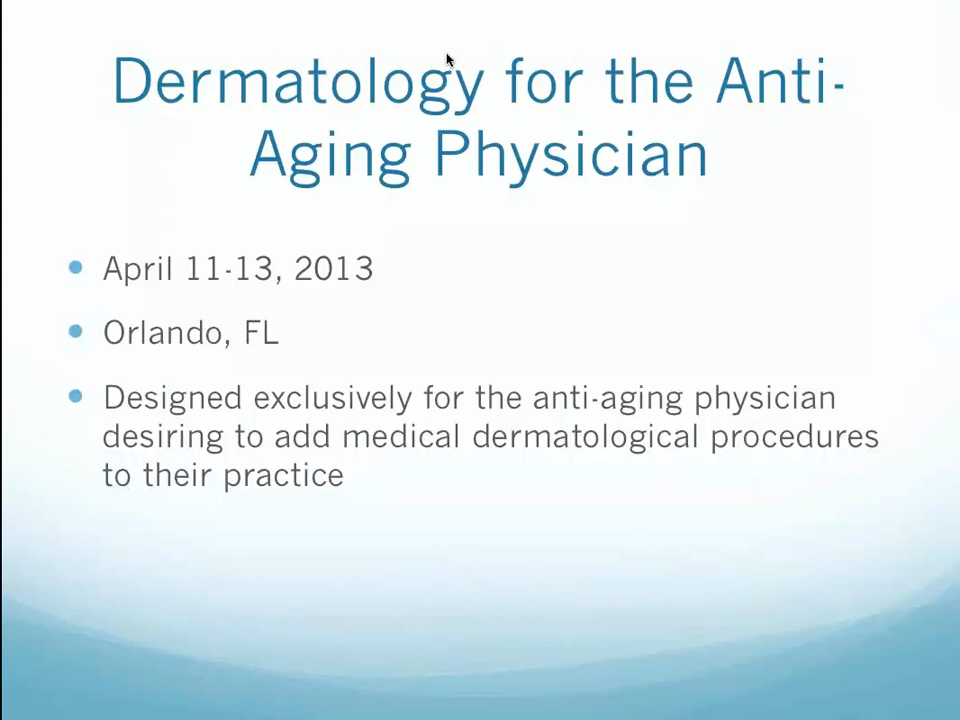 Dermatology for the Anti-
Aging Physician
April 11-13, 2013
Orlando, FL
Designed exclusively for the anti-aging physician
desiring to add medical dermatological procedures
to their practice